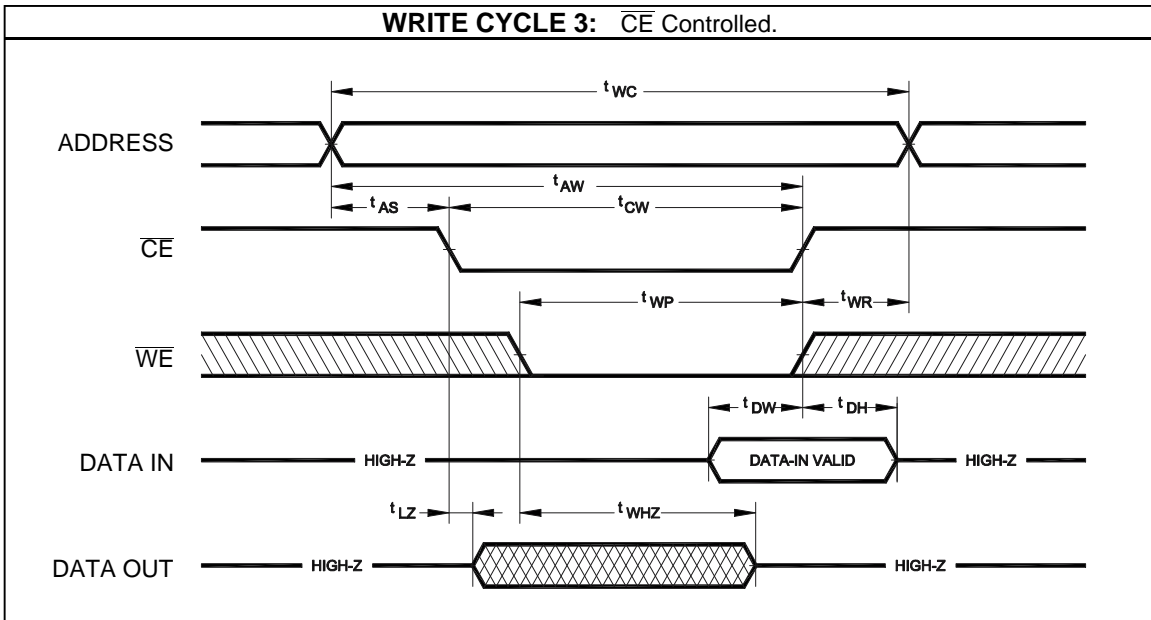 WRITE CYCLE 3: CE Controlled.
t WC
ADDRESS
t AW
t AS
t CW
CE
t WP
t WR
WE
t DW
t DH
DATA IN
HIGH-Z
DATA-IN VALID
HIGH-Z
t LZ
t WHZ
DATA OUT
HIGH-Z
HIGH-Z